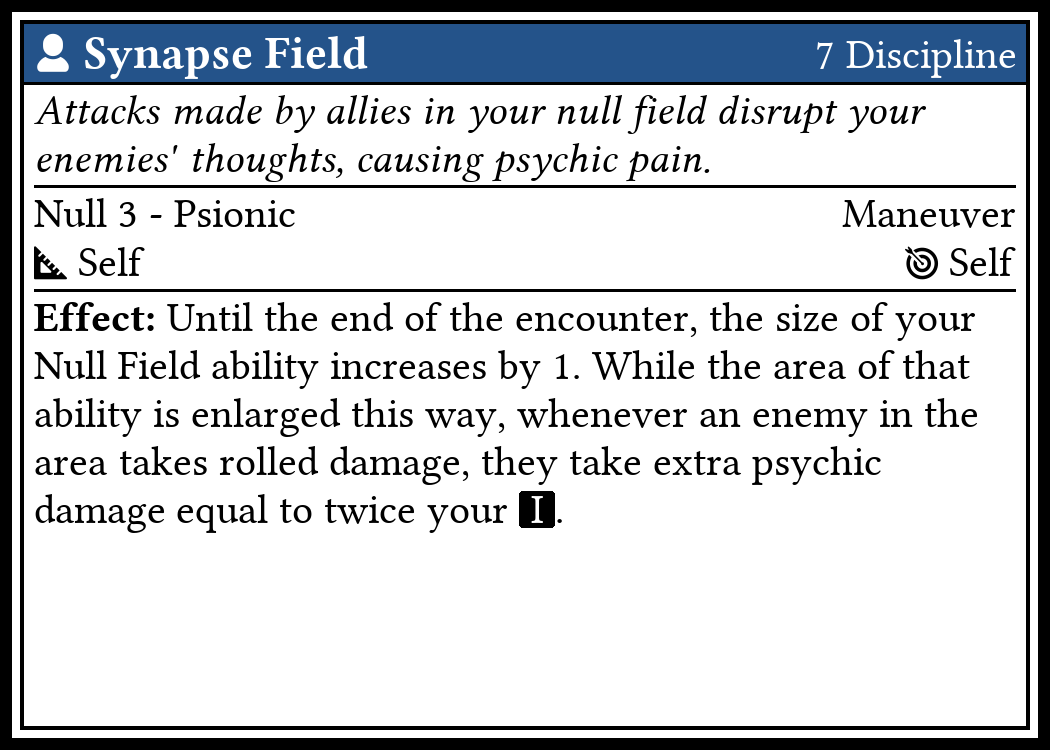 Synapse Field 7 Discipline
Attacks made by allies in your null field disrupt your
enemies' thoughts, causing psychic pain.
Null 3 - Psionic Maneuver
Self Self
Effect: Until the end of the encounter, the size of your
Null Field ability increases by 1. While the area of that
ability is enlarged this way, whenever an enemy in the
area takes rolled damage, they take extra psychic
damage equal to twice your I.